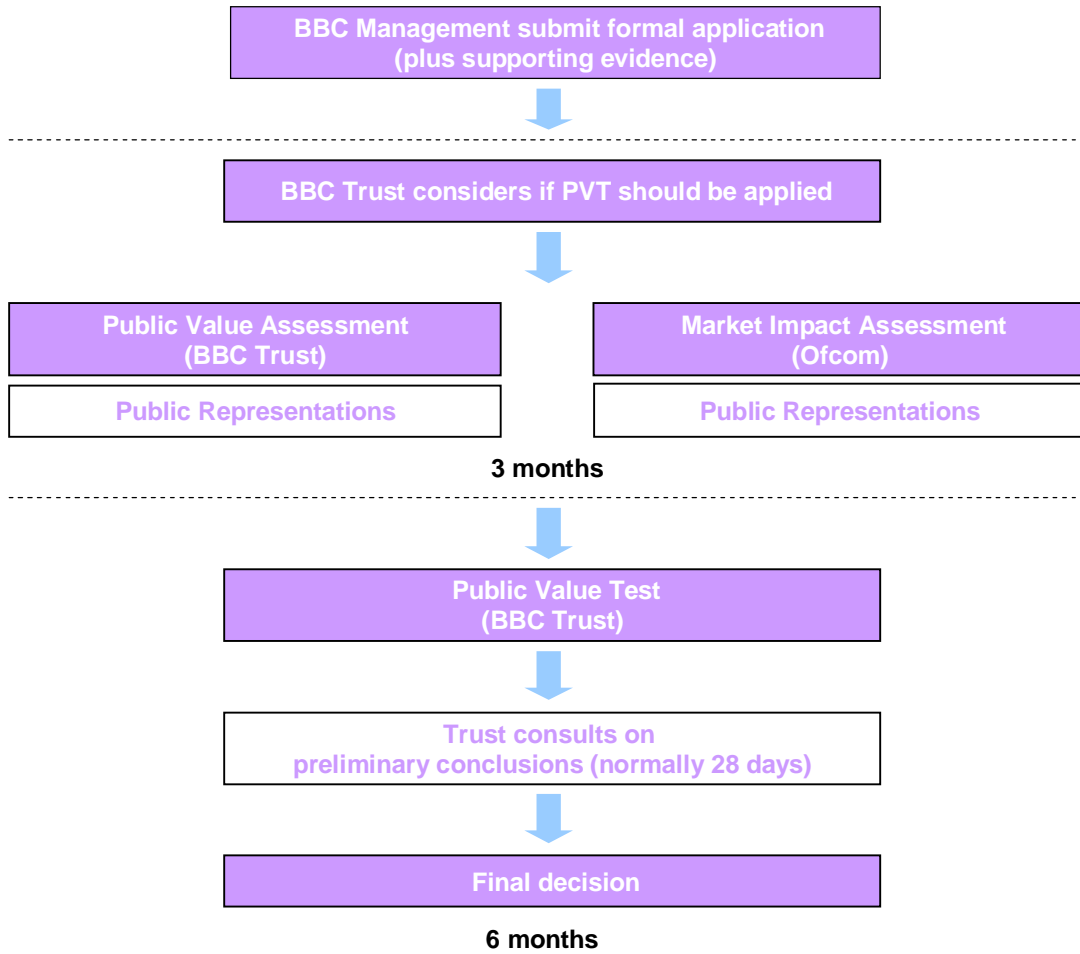 BBC Management submit formal application
(plus supporting evidence)
BBC Trust considers if PVT should be applied
Public Value Assessment
(BBC Trust)
Public Representations
Market Impact Assessment
(Ofcom)
Public Representations
3 months
Public Value Test
(BBC Trust)
Trust consults on
preliminary conclusions (normally 28 days)
Final decision
6 months